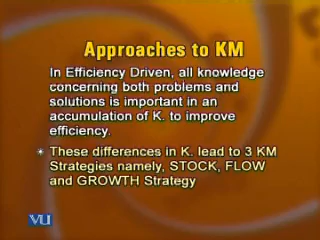 Approaches to KM
In Efficiency Driven, all knowledge
concerning both problems and
solutions is important in an
accumulation of K. to improve
efficiency.
✶ These differences in K. lead to 3 KM
Strategies namely, STOCK, FLOW
and GROWTH Strategy
VU